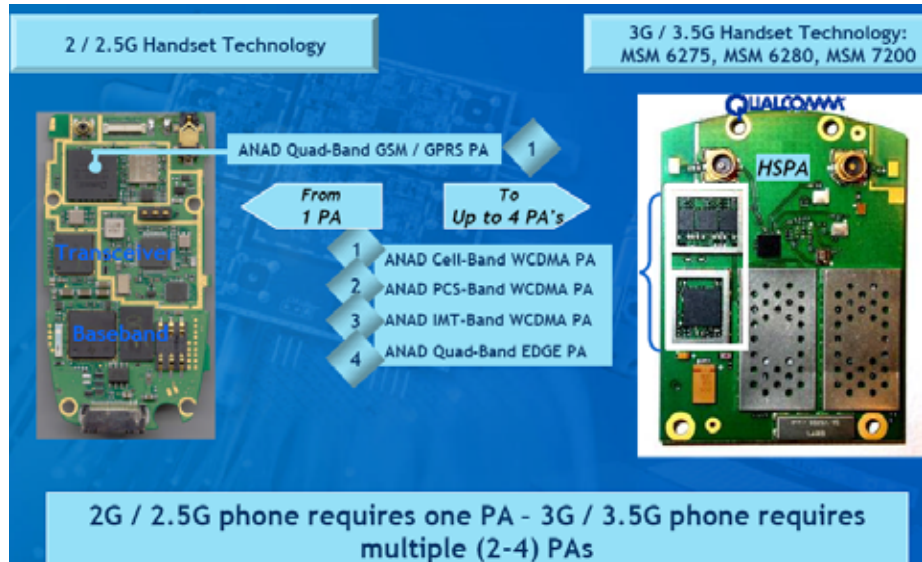 2 / 2.5G Handset Technology
3G / 3.5G Handset Technology:
MSM 6275, MSM 6280, MSM 7200
QUALCOMM
ANAD Quad-Band GSM / GPRS PA
1
HSPA
From
1 PA
To
Up to 4 PA's
Transceiver
Baseband
1
ANAD Cell-Band WCDMA PA
2
ANAD PCS-Band WCDMA PA
3
ANAD IMT-Band WCDMA PA
4
ANAD Quad-Band EDGE PA
2G / 2.5G phone requires one PA – 3G / 3.5G phone requires
multiple (2-4) PAs